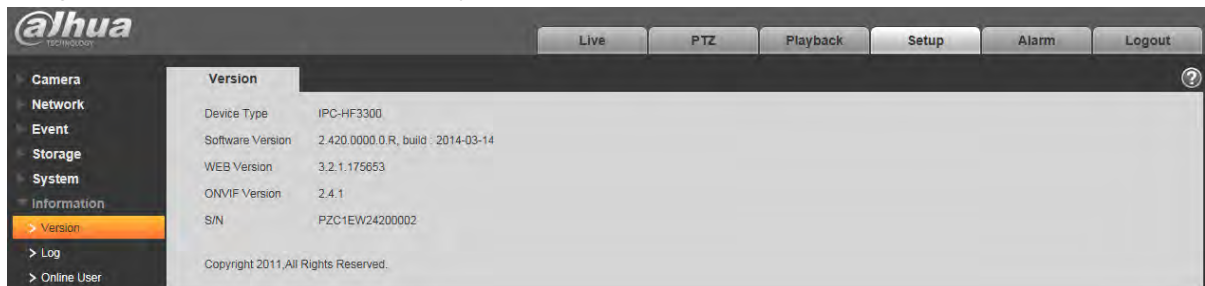 alhua
TECHNOLOGY
Live PTZ Playback Setup Alarm Logout
Camera
Network
Event
Storage
System
Information
> Version
> Log
> Online User
Version
?
Device Type IPC-HF3300
Software Version 2.420.0000.0.R, build : 2014-03-14
WEB Version 3.2.1.175653
ONVIF Version 2.4.1
S/N PZC1EW24200002
Copyright 2011,All Rights Reserved.